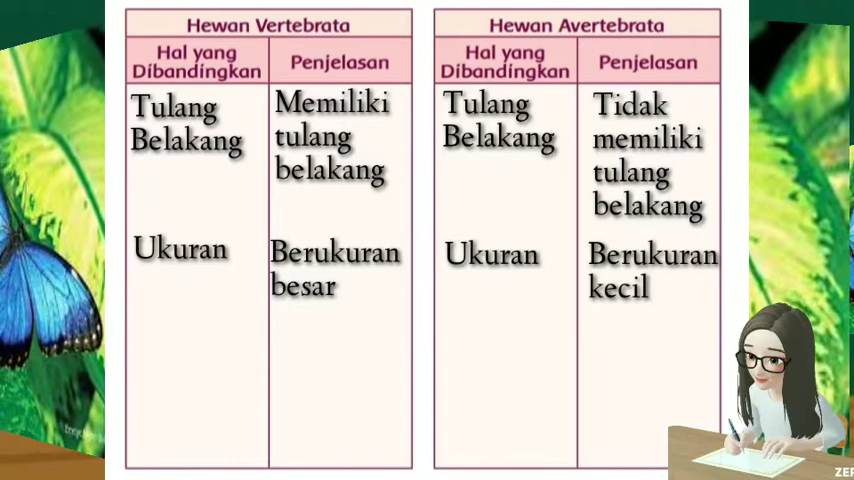 Hewan Vertebrata
Hal yang
Dibandingkan
Penjelasan
Tulang
Belakang
Memiliki
tulang
belakang
Ukuran
Berukuran
besar
Hewan Avertebrata
Hal yang
Dibandingkan
Penjelasan
Tulang
Belakang
Tidak
memiliki
tulang
belakang
Ukuran
Berukuran
kecil